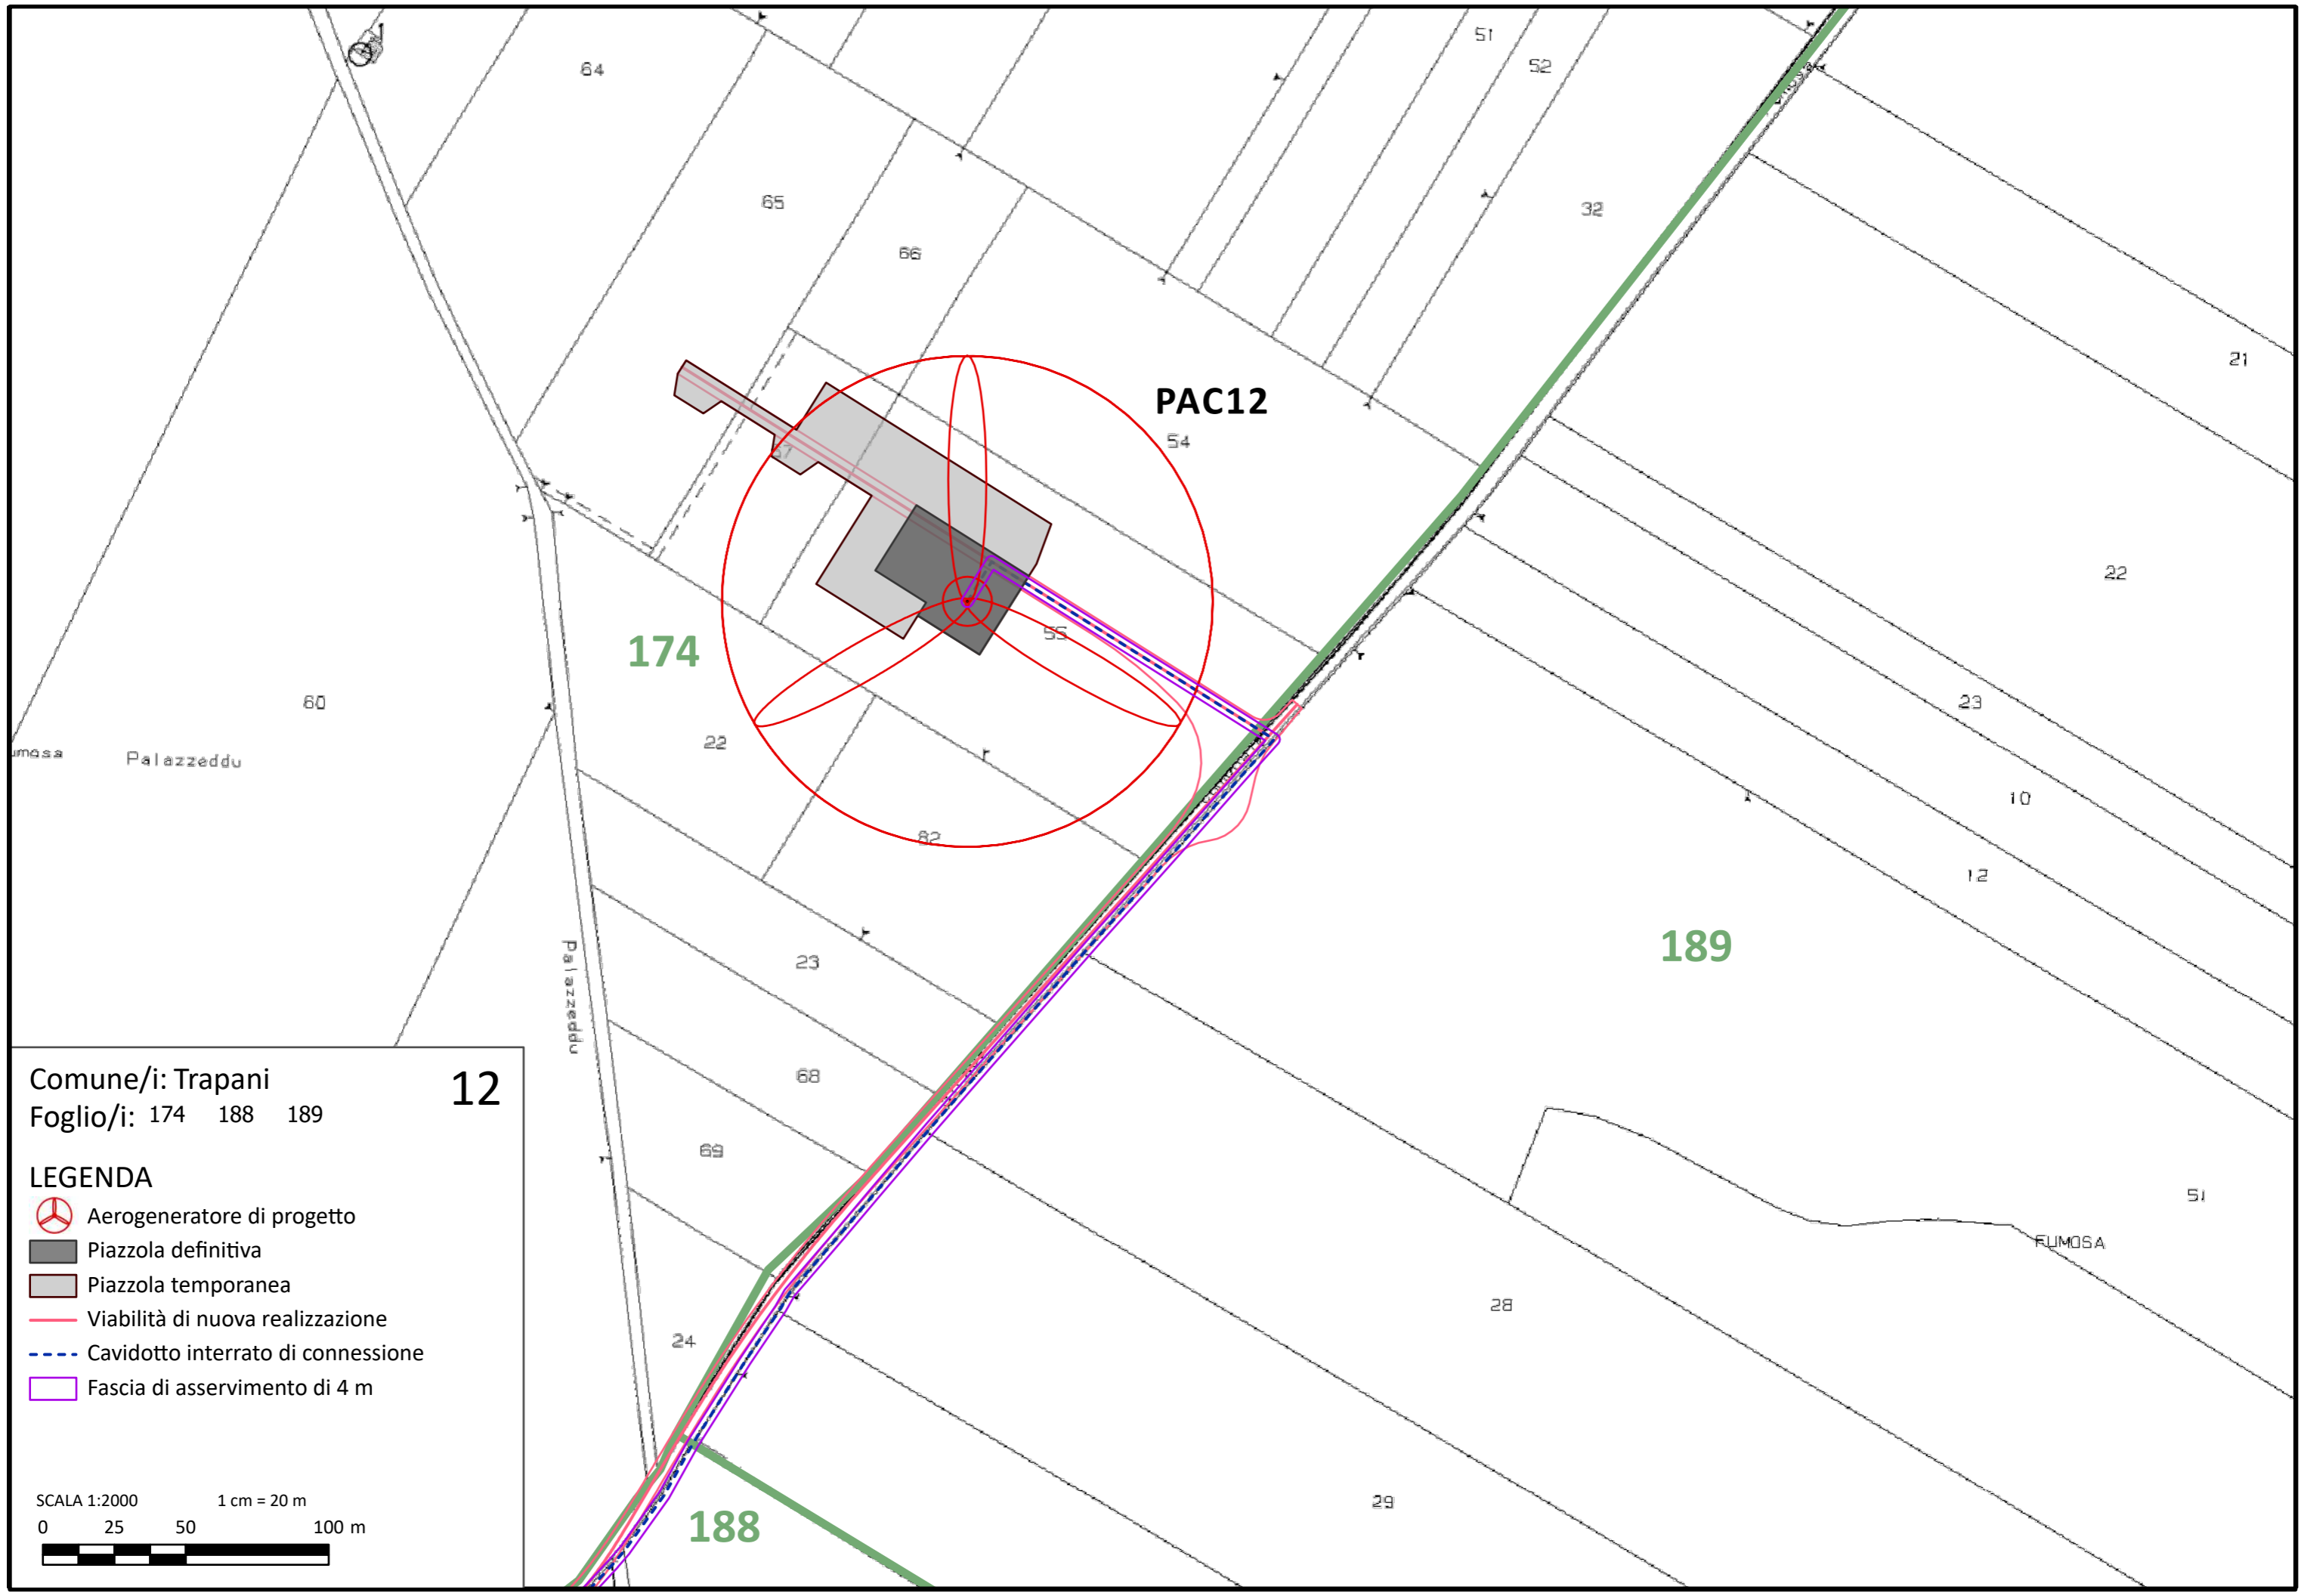 64
51
52
65
32
66
21
PAC12
54
57
22
55
174
60
23
22
umosa
Palazzeddu
10
82
12
189
23
Palazzeddu
68
69
51
FUMOSA
28
24
29
188
Comune/i: Trapani
12
Foglio/i: 174 188 189
LEGENDA
Aerogeneratore di progetto
Piazzola definitiva
Piazzola temporanea
Viabilità di nuova realizzazione
Cavidotto interrato di connessione
Fascia di asservimento di 4 m
SCALA 1:2000 1 cm = 20 m
0 25 50 100 m